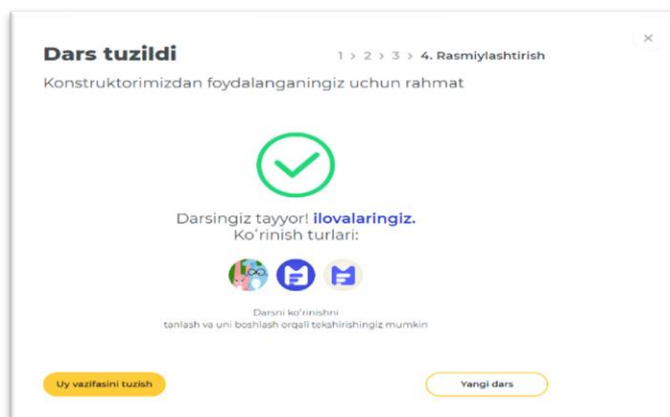 Dars tuzildi
1 > 2 > 3 > 4. Rasmiylashtirish
Konstruktorimizdan foydalanganingiz uchun rahmat
Darsingiz tayyor! ilovalaringiz.
Ko'rinish turlari:
Darsni ko'rinishni
tanlash va uni boshlash orqali tekshirishingiz mumkin
Uy vazifasini tuzish
Yangi dars